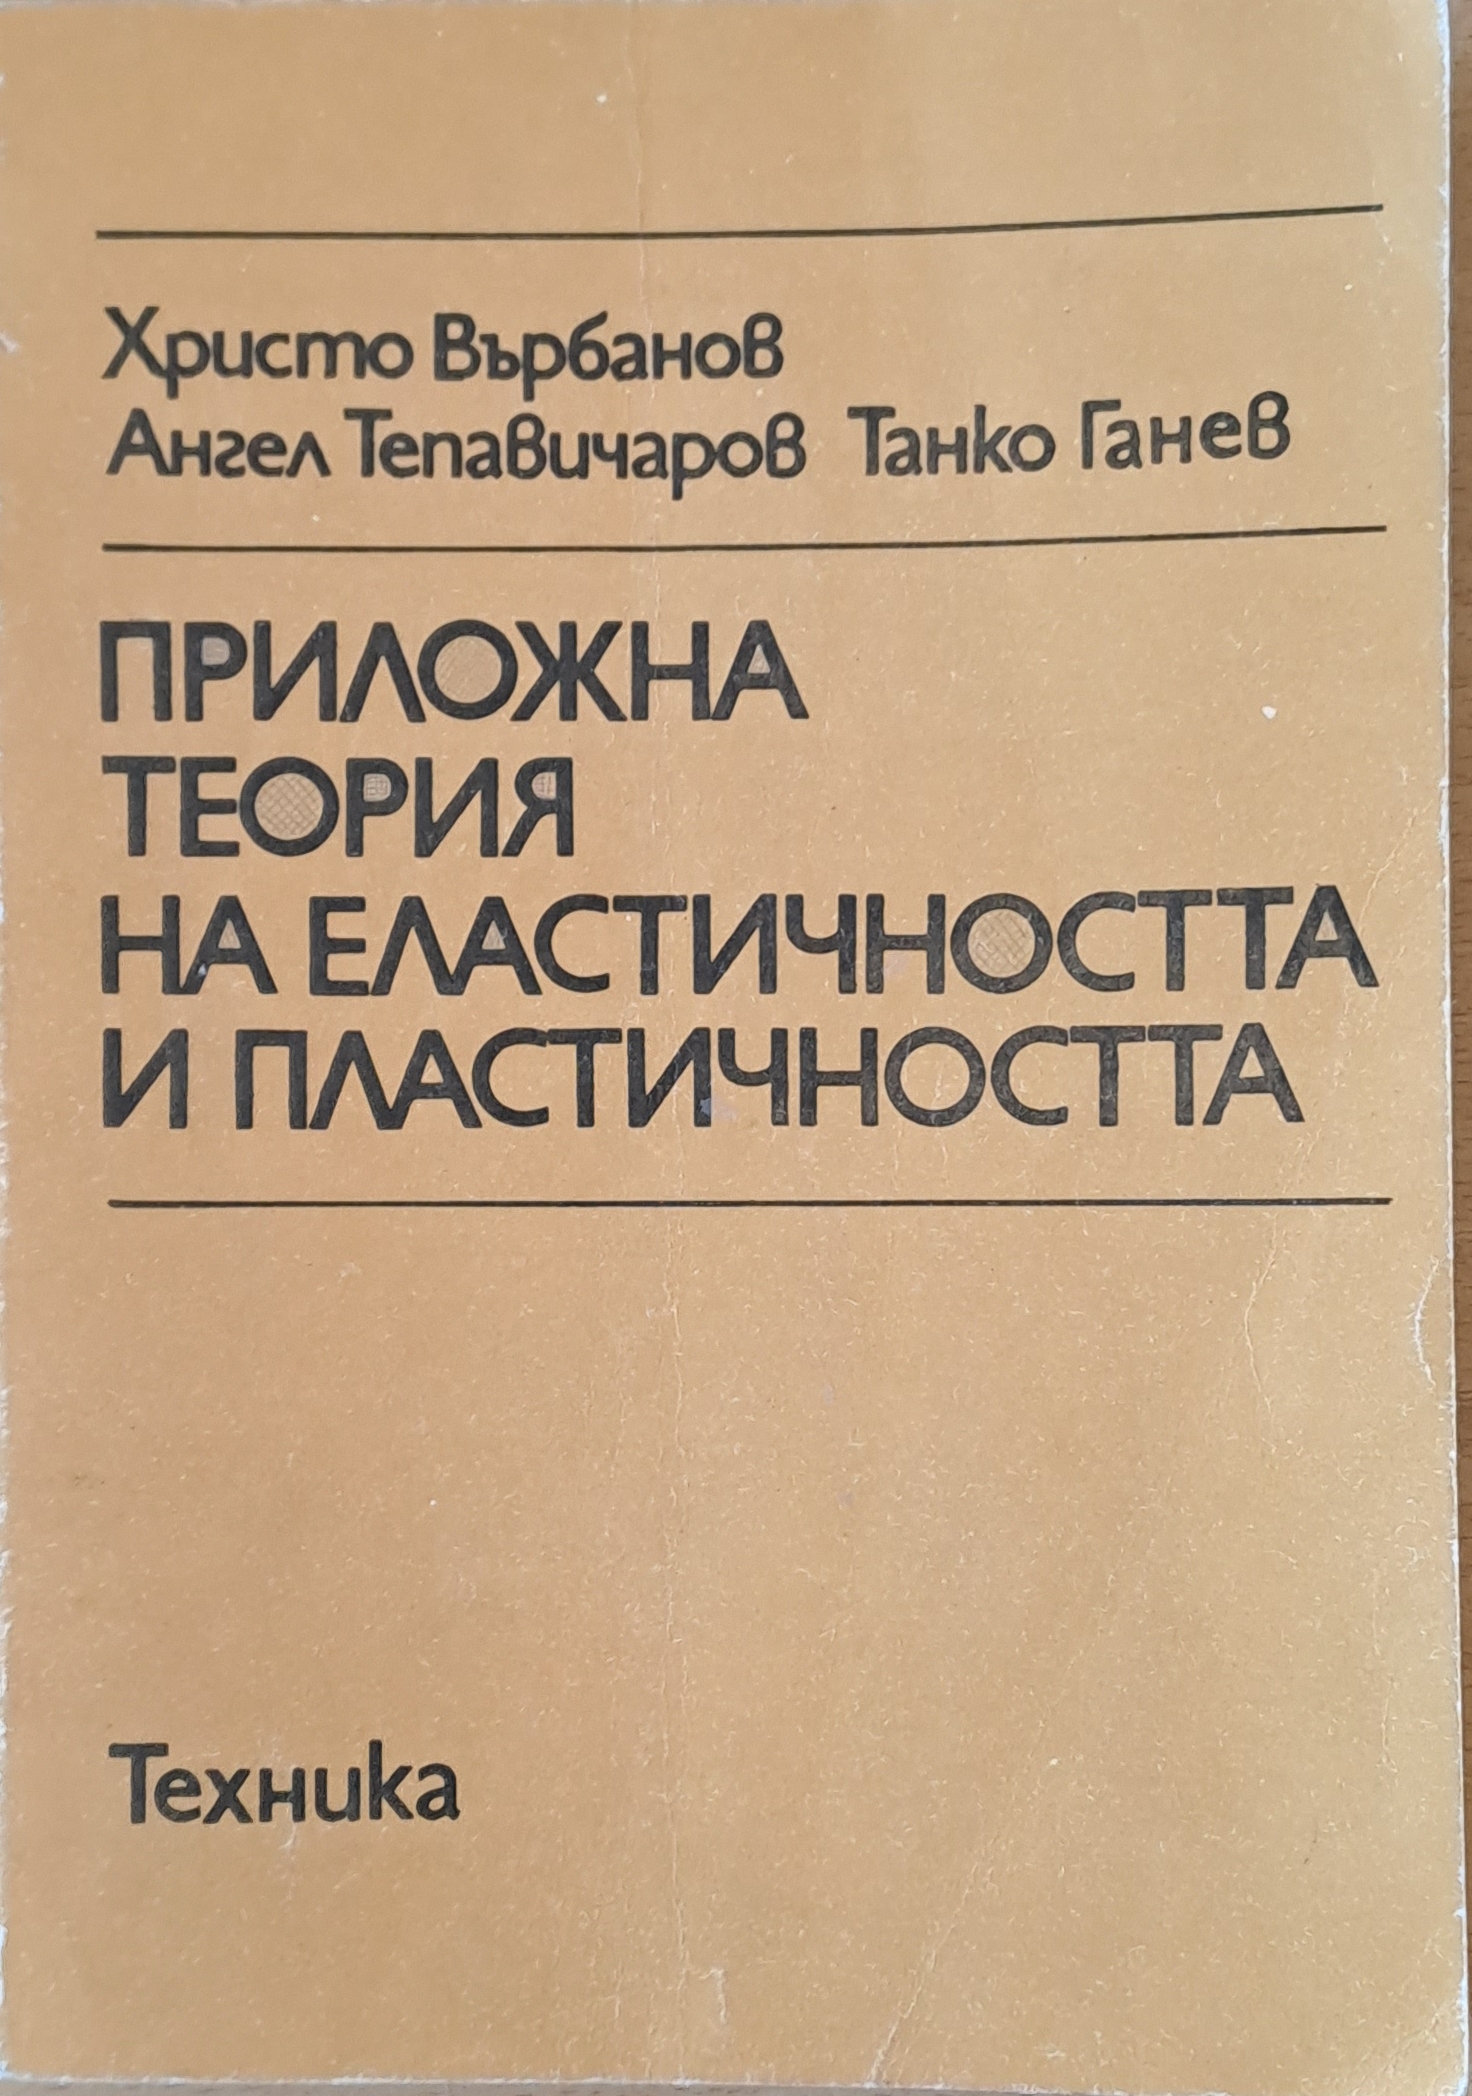 Христо Върбанов
Ангел Тепавичаров Танко Ганев
ПРИЛОЖНА
ТЕОРИЯ
НА ЕЛАСТИЧНОСТТА
И ПЛАСТИЧНОСТТА
Техника